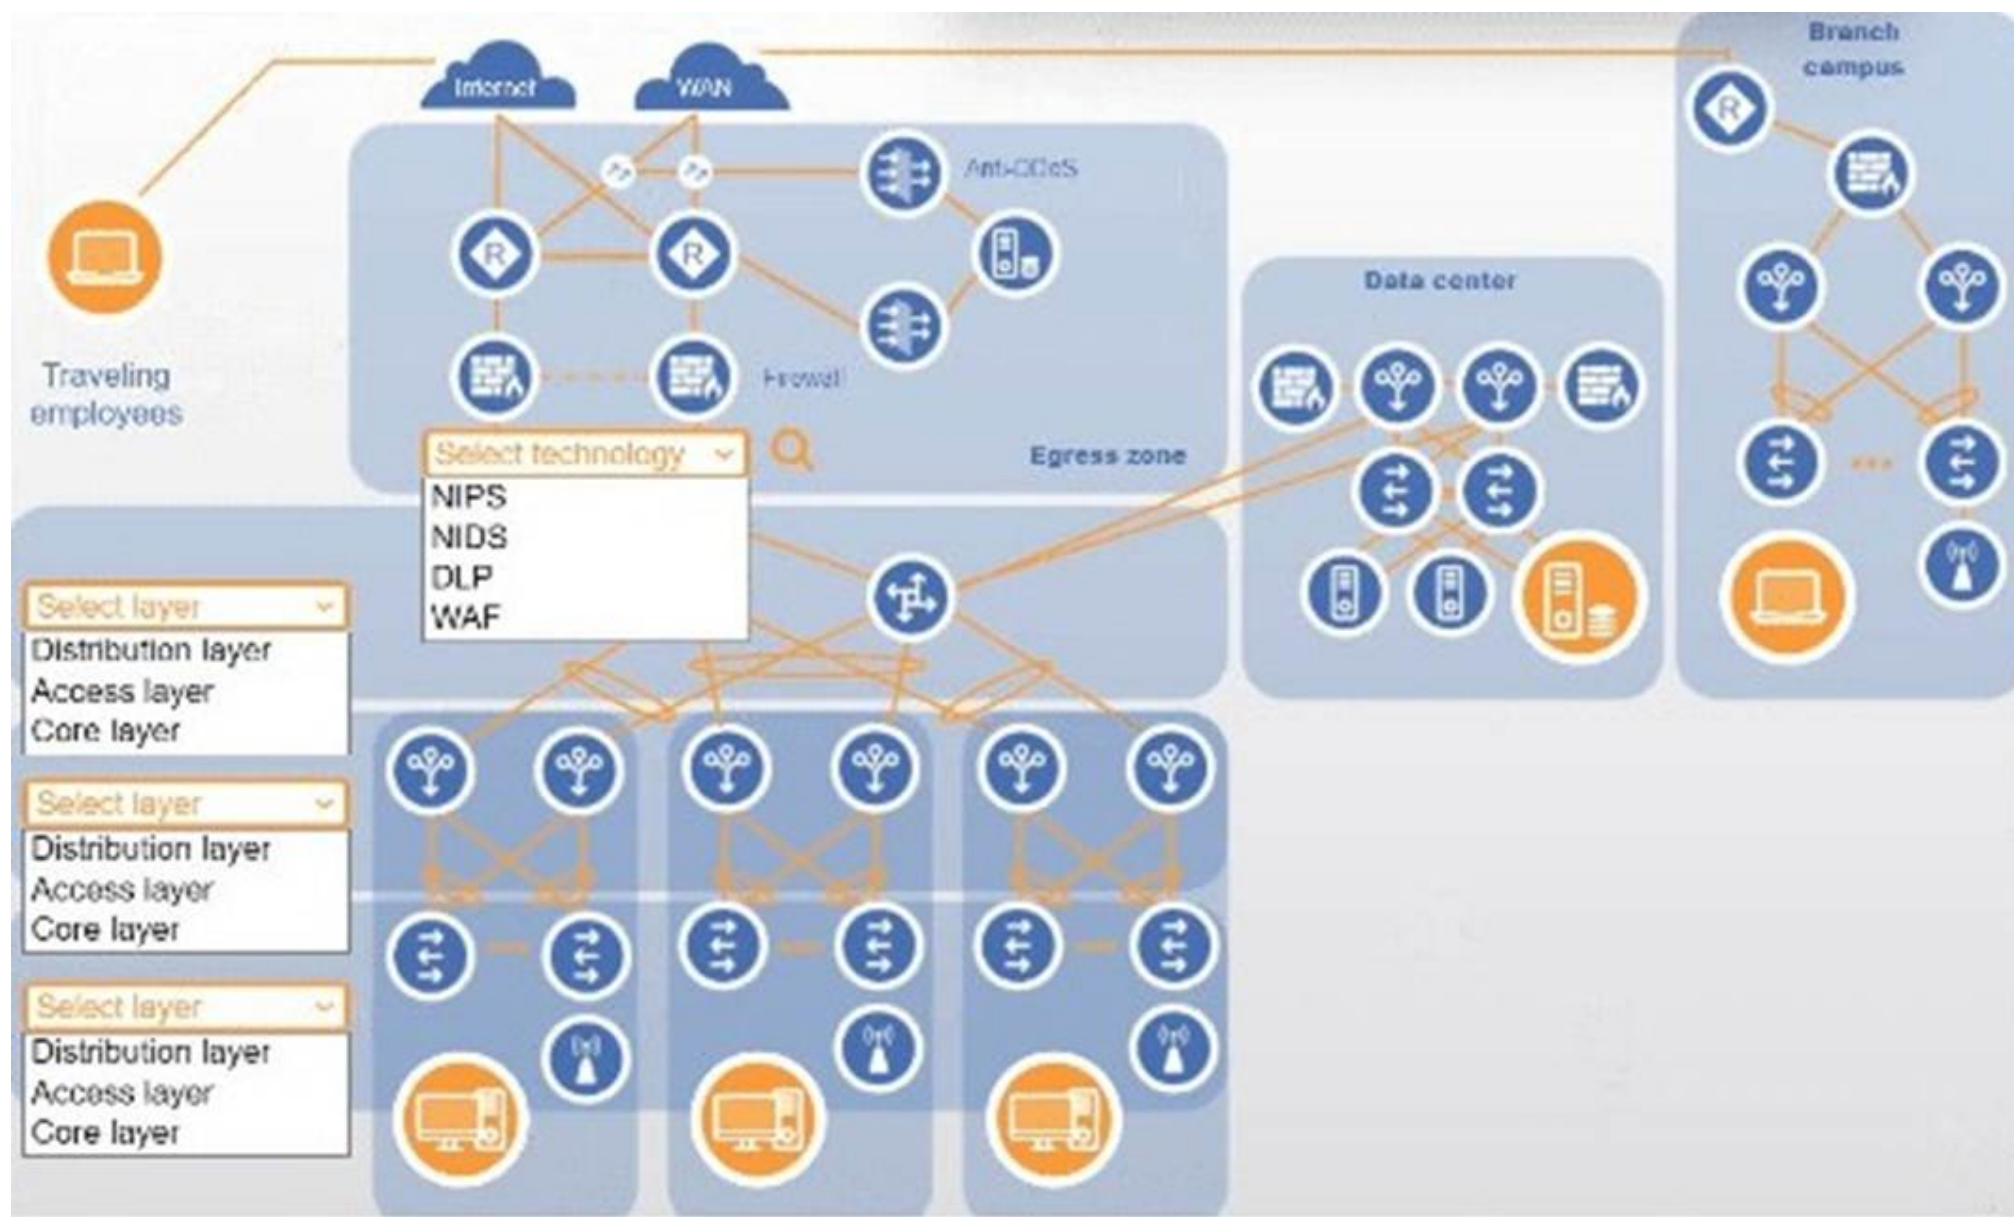 Branch
campus
Internet
WAN
Anti-DDoS
R
R
R
Data center
Traveling
employees
Firewall
Select technology
NIPS
NIDS
DLP
WAF
Egress zone
Select layer
Distribution layer
Access layer
Core layer
Select layer
Distribution layer
Access layer
Core layer
Select layer
Distribution layer
Access layer
Core layer